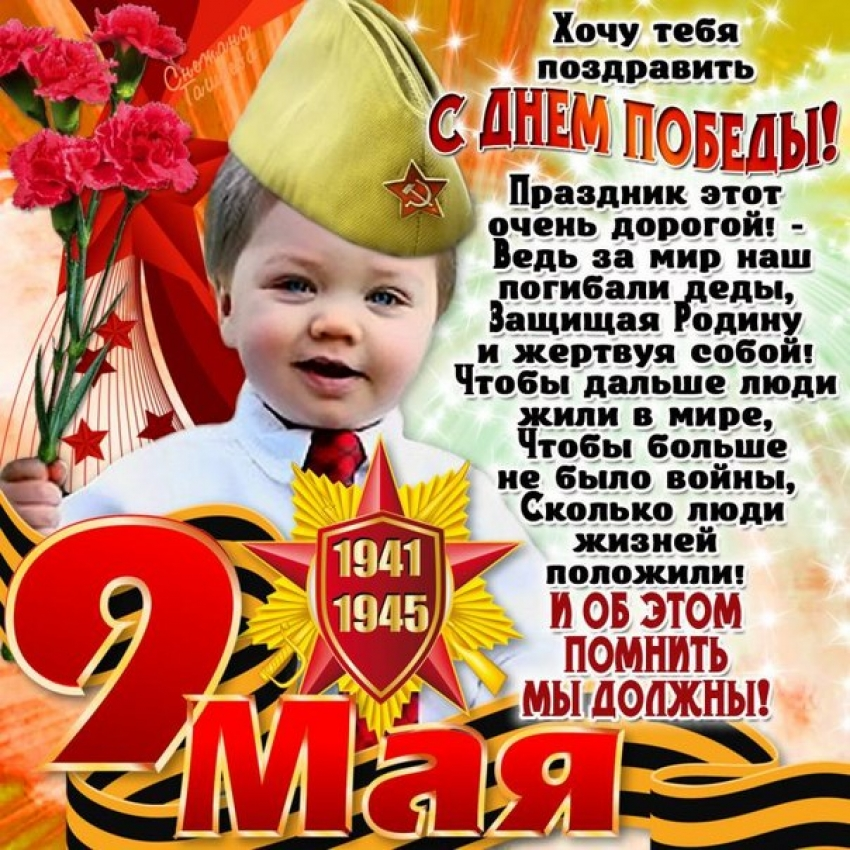 Снежана
Хочу тебя
поздравить
С ДНЕМ ПОБЕДЫ!
Праздник этот
очень дорогой! -
Ведь за мир наш
погибали деды,
Защищая Родину
и жертвуя собой!
Чтобы дальше люди
жили в мире,
Чтобы больше
не было войны,
Сколько люди
жизней
положили!
И ОБ ЭТОМ
ПОМНИТЬ
МЫ ДОЛЖНЫ!
1941
1945
9
Мая